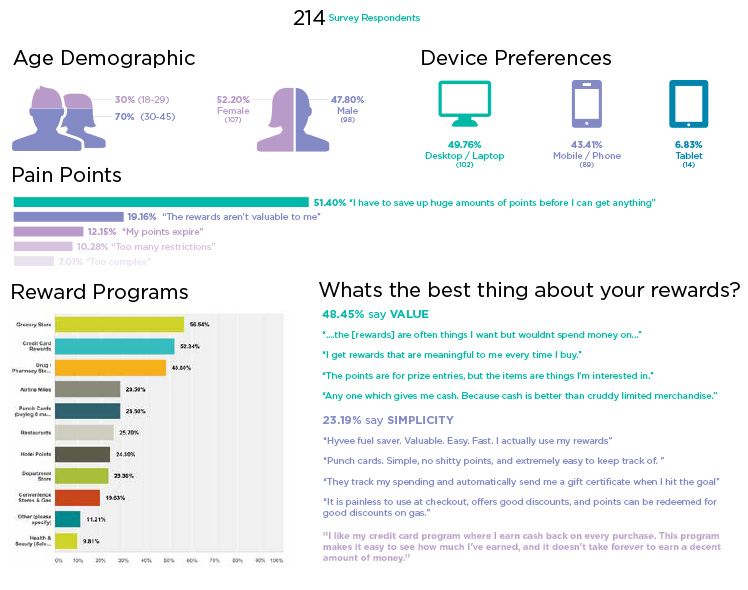 214 Survey Respondents
Age Demographic
30% (18-29)
70% (30-45)
52.20%
Female
(107)
47.80%
Male
(98)
Device Preferences
49.76%
Desktop / Laptop
(102)
43.41%
Mobile / Phone
(89)
6.83%
Tablet
(14)
Pain Points
51.40% “I have to save up huge amounts of points before I can get anything”
19.16% “The rewards aren’t valuable to me”
12.15% “My points expire”
10.28% “Too many restrictions”
7.01% “Too complex”
Reward Programs
Grocery Store
56.54%
Credit Card
Rewards
52.34%
Drug /
Pharmacy Sto...
48.60%
Airline Miles
Punch Cards
(buying 6 ma...
Restaurants
25.70%
Hotel Points
Department
Store
23.36%
Convenience
Stores & Gas
19.63%
Other (please
specify)
11.21%
Health &
Beauty (Salo...
9.81%
0% 10% 20% 30% 40% 50% 60% 70% 80% 90% 100%
Whats the best thing about your rewards?
48.45% say VALUE
“....the [rewards] are often things I want but wouldnt spend money on...”
“I get rewards that are meaningful to me every time I buy.”
“The points are for prize entries, but the items are things I’m interested in.”
“Any one which gives me cash. Because cash is better than cruddy limited merchandise.”
23.19% say SIMPLICITY
“Hyvee fuel saver. Valuable. Easy. Fast. I actually use my rewards”
“Punch cards. Simple, no shitty points, and extremely easy to keep track of. ”
“They track my spending and automatically send me a gift certificate when I hit the goal”
“It is painless to use at checkout, offers good discounts, and points can be redeemed for
good discounts on gas.”
“I like my credit card program where I earn cash back on every purchase. This program
makes it easy to see how much I’ve earned, and it doesn’t take forever to earn a decent
amount of money.”